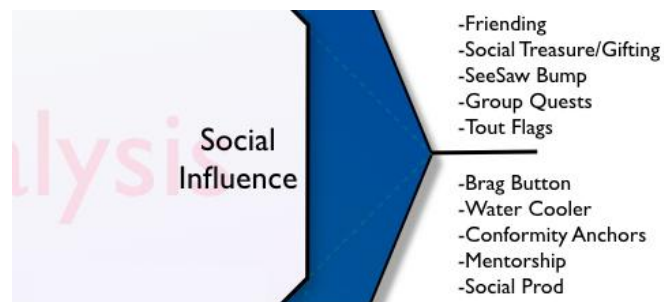 -Friending
-Social Treasure/Gifting
-SeeSaw Bump
-Group Quests
-Tout Flags
alysis
Social
Influence
-Brag Button
-Water Cooler
-Conformity Anchors
-Mentorship
-Social Prod